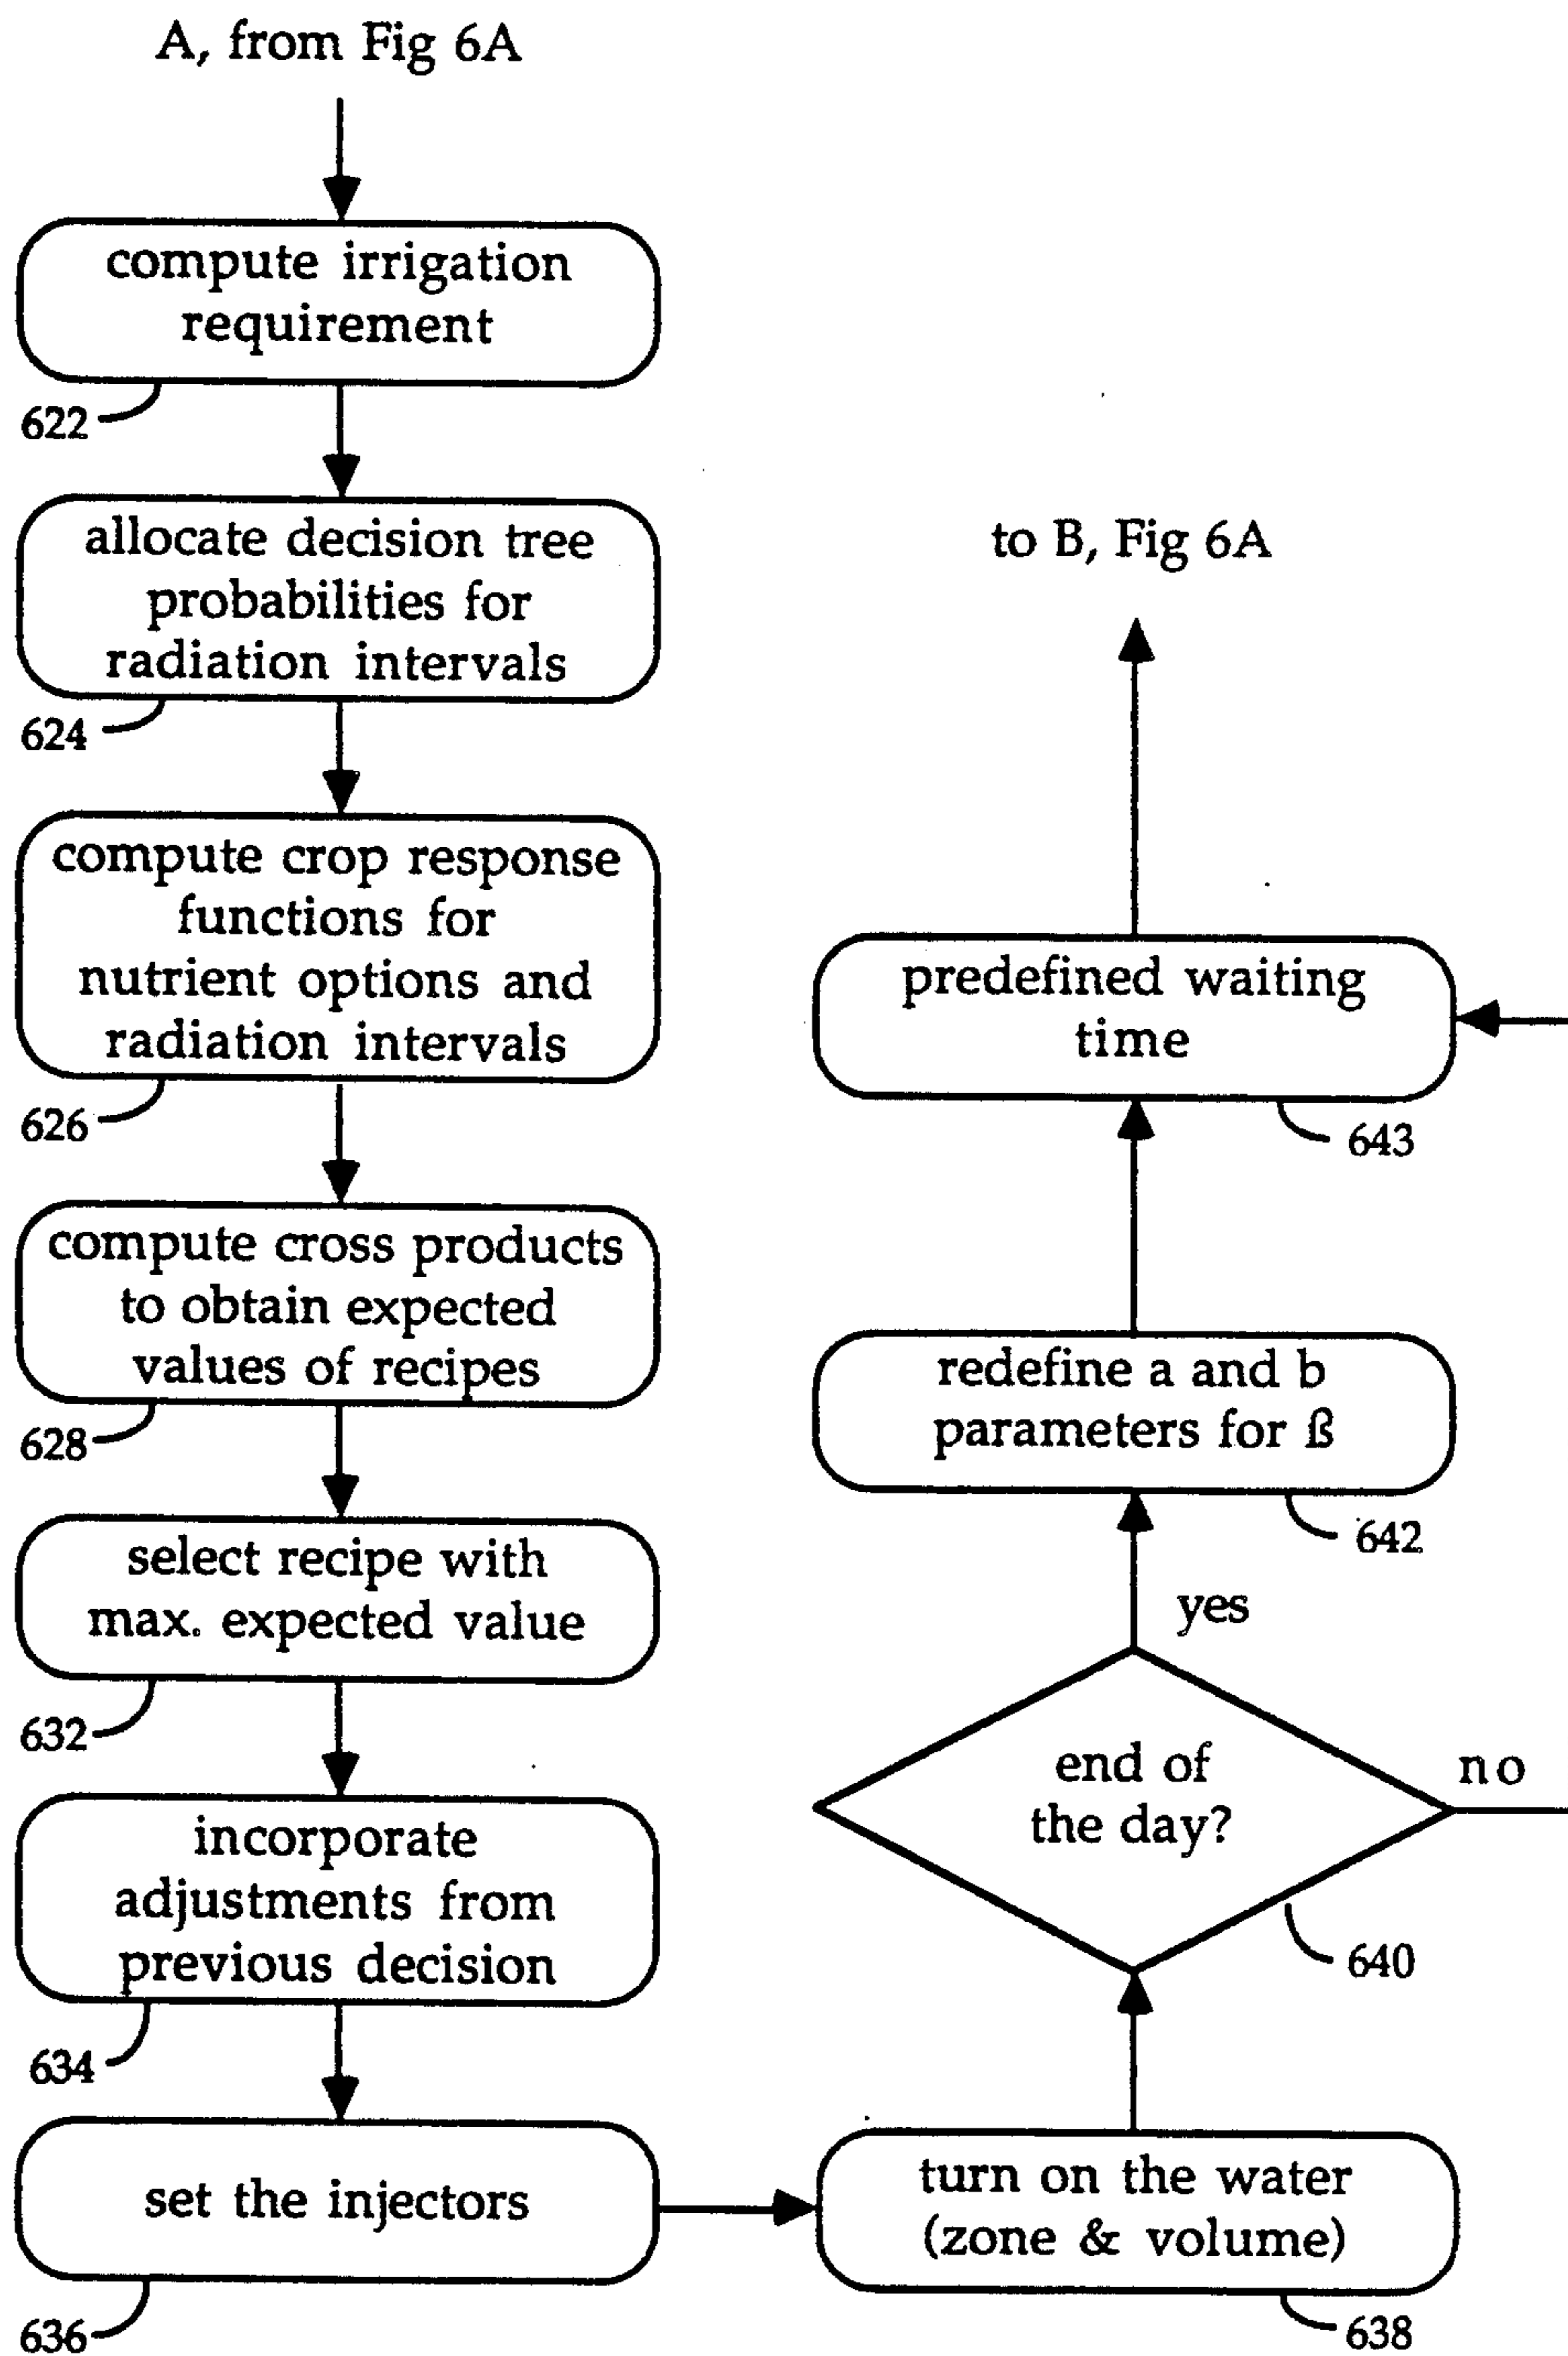 A, from Fig 6A
compute irrigation
requirement
622
allocate decision tree
probabilities for
radiation intervals
624
compute crop response
functions for
nutrient options and
radiation intervals
626
compute cross products
to obtain expected
values of recipes
628
select recipe with
max. expected value
632
incorporate
adjustments from
previous decision
634
set the injectors
636
to B, Fig 6A
predefined waiting
time
643
redefine a and b
parameters for ß
642
yes
end of
the day?
no
640
turn on the water
(zone & volume)
638